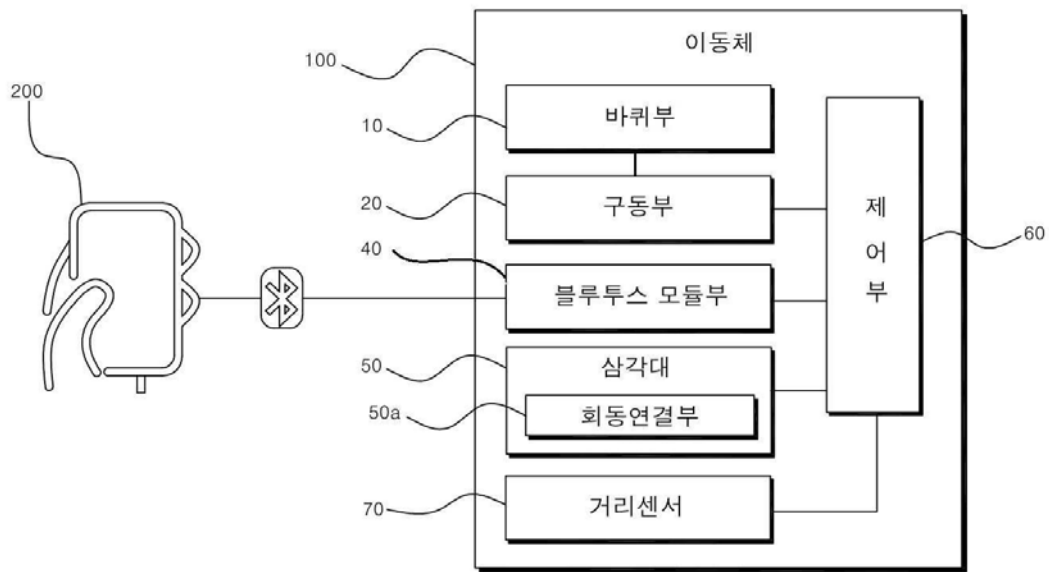 이동체
100
200
10
바퀴부
20
구동부
제어부
60
40
블루투스 모듈부
50
삼각대
50a
회동연결부
70
거리센서